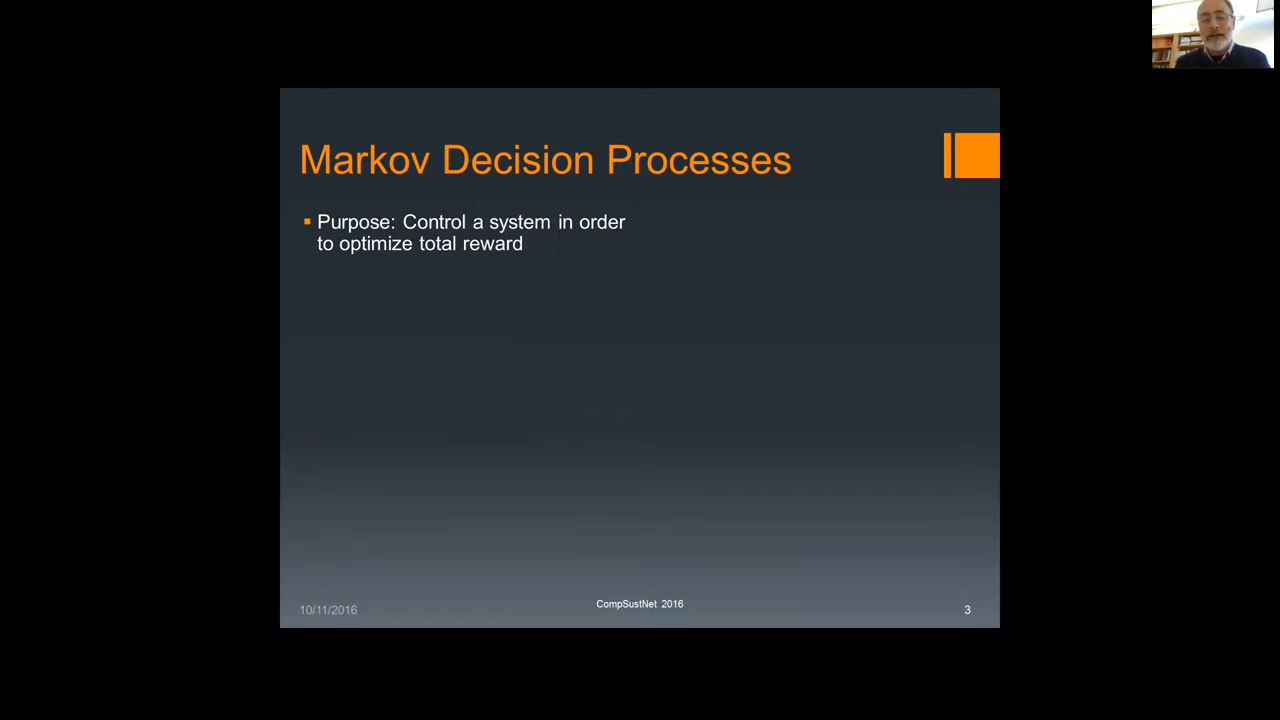 Markov Decision Processes
Purpose: Control a system in order
to optimize total reward
10/11/2016
CompSustNet 2016
3